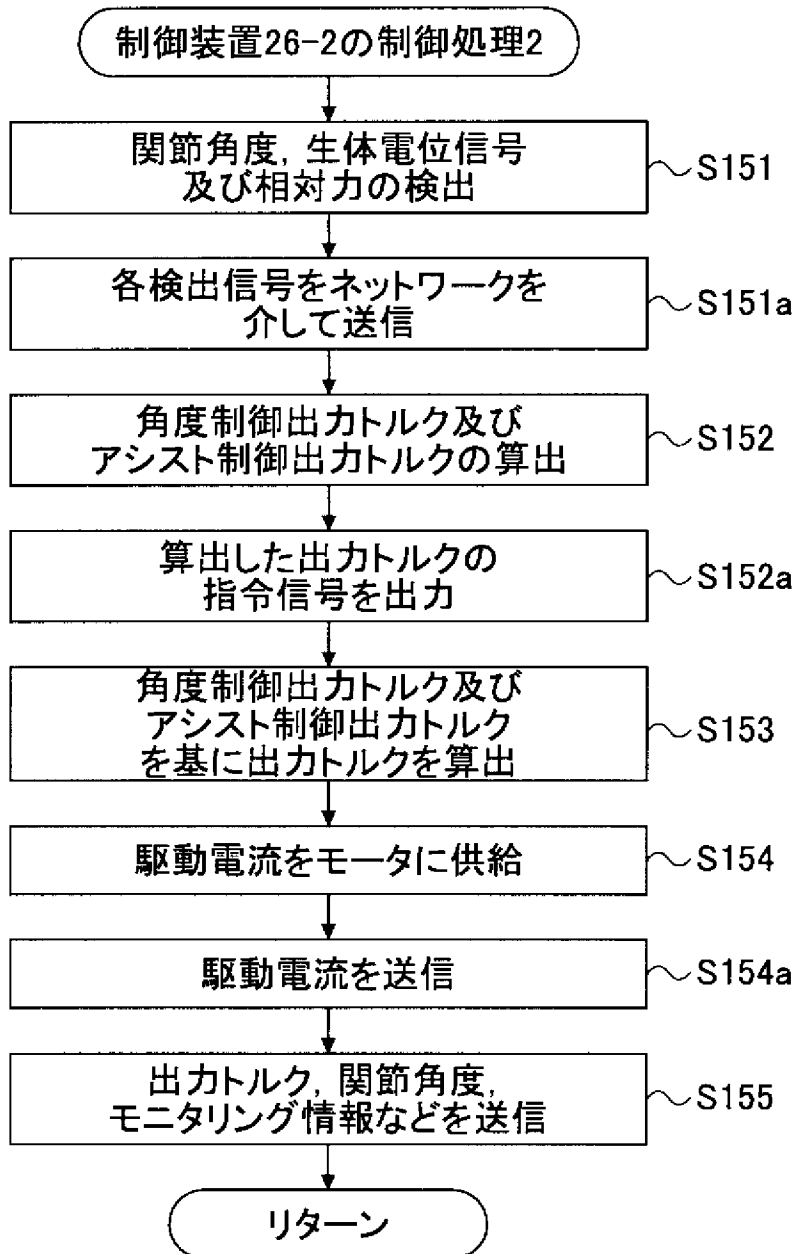 制御装置26-2の制御処理2
関節角度, 生体電位信号
及び相対力の検出
S151
各検出信号をネットワークを
介して送信
S151a
角度制御出力トルク及び
アシスト制御出力トルクの算出
S152
算出した出力トルクの
指令信号を出力
S152a
角度制御出力トルク及び
アシスト制御出力トルク
を基に出力トルクを算出
S153
駆動電流をモータに供給
S154
駆動電流を送信
S154a
出力トルク, 関節角度,
モニタリング情報などを送信
S155
リターン